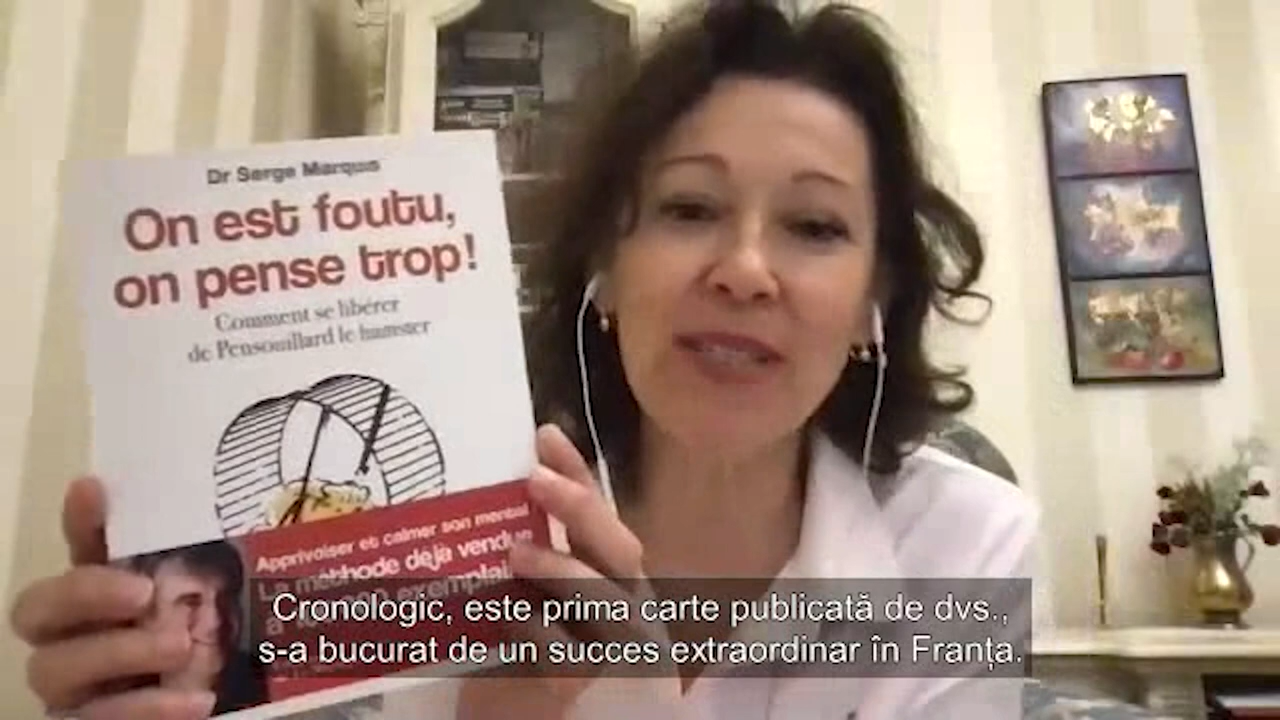 Dr Serge Marquis
On est foutu,
on pense trop!
Comment se libérer
de Pensouillard le hamster
Apprivoiser et calmer son mental
La méthode déjà vendue
Cronologic, este prima carte publicată de dvs.,
s-a bucurat de un succes extraordinar în Franța.